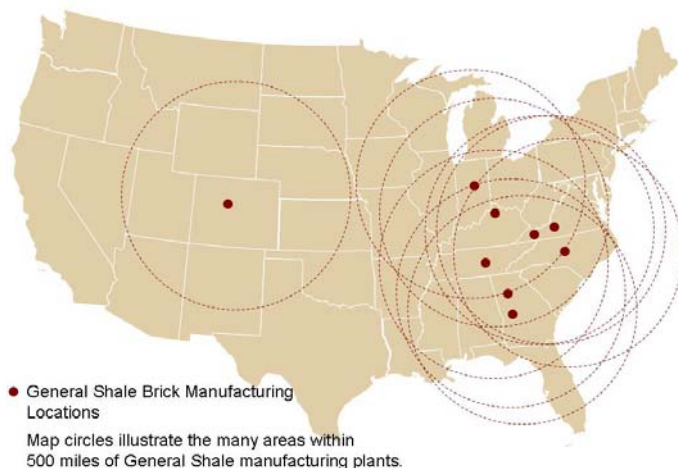 General Shale Brick Manufacturing
Locations
Map circles illustrate the many areas within
500 miles of General Shale manufacturing plants.